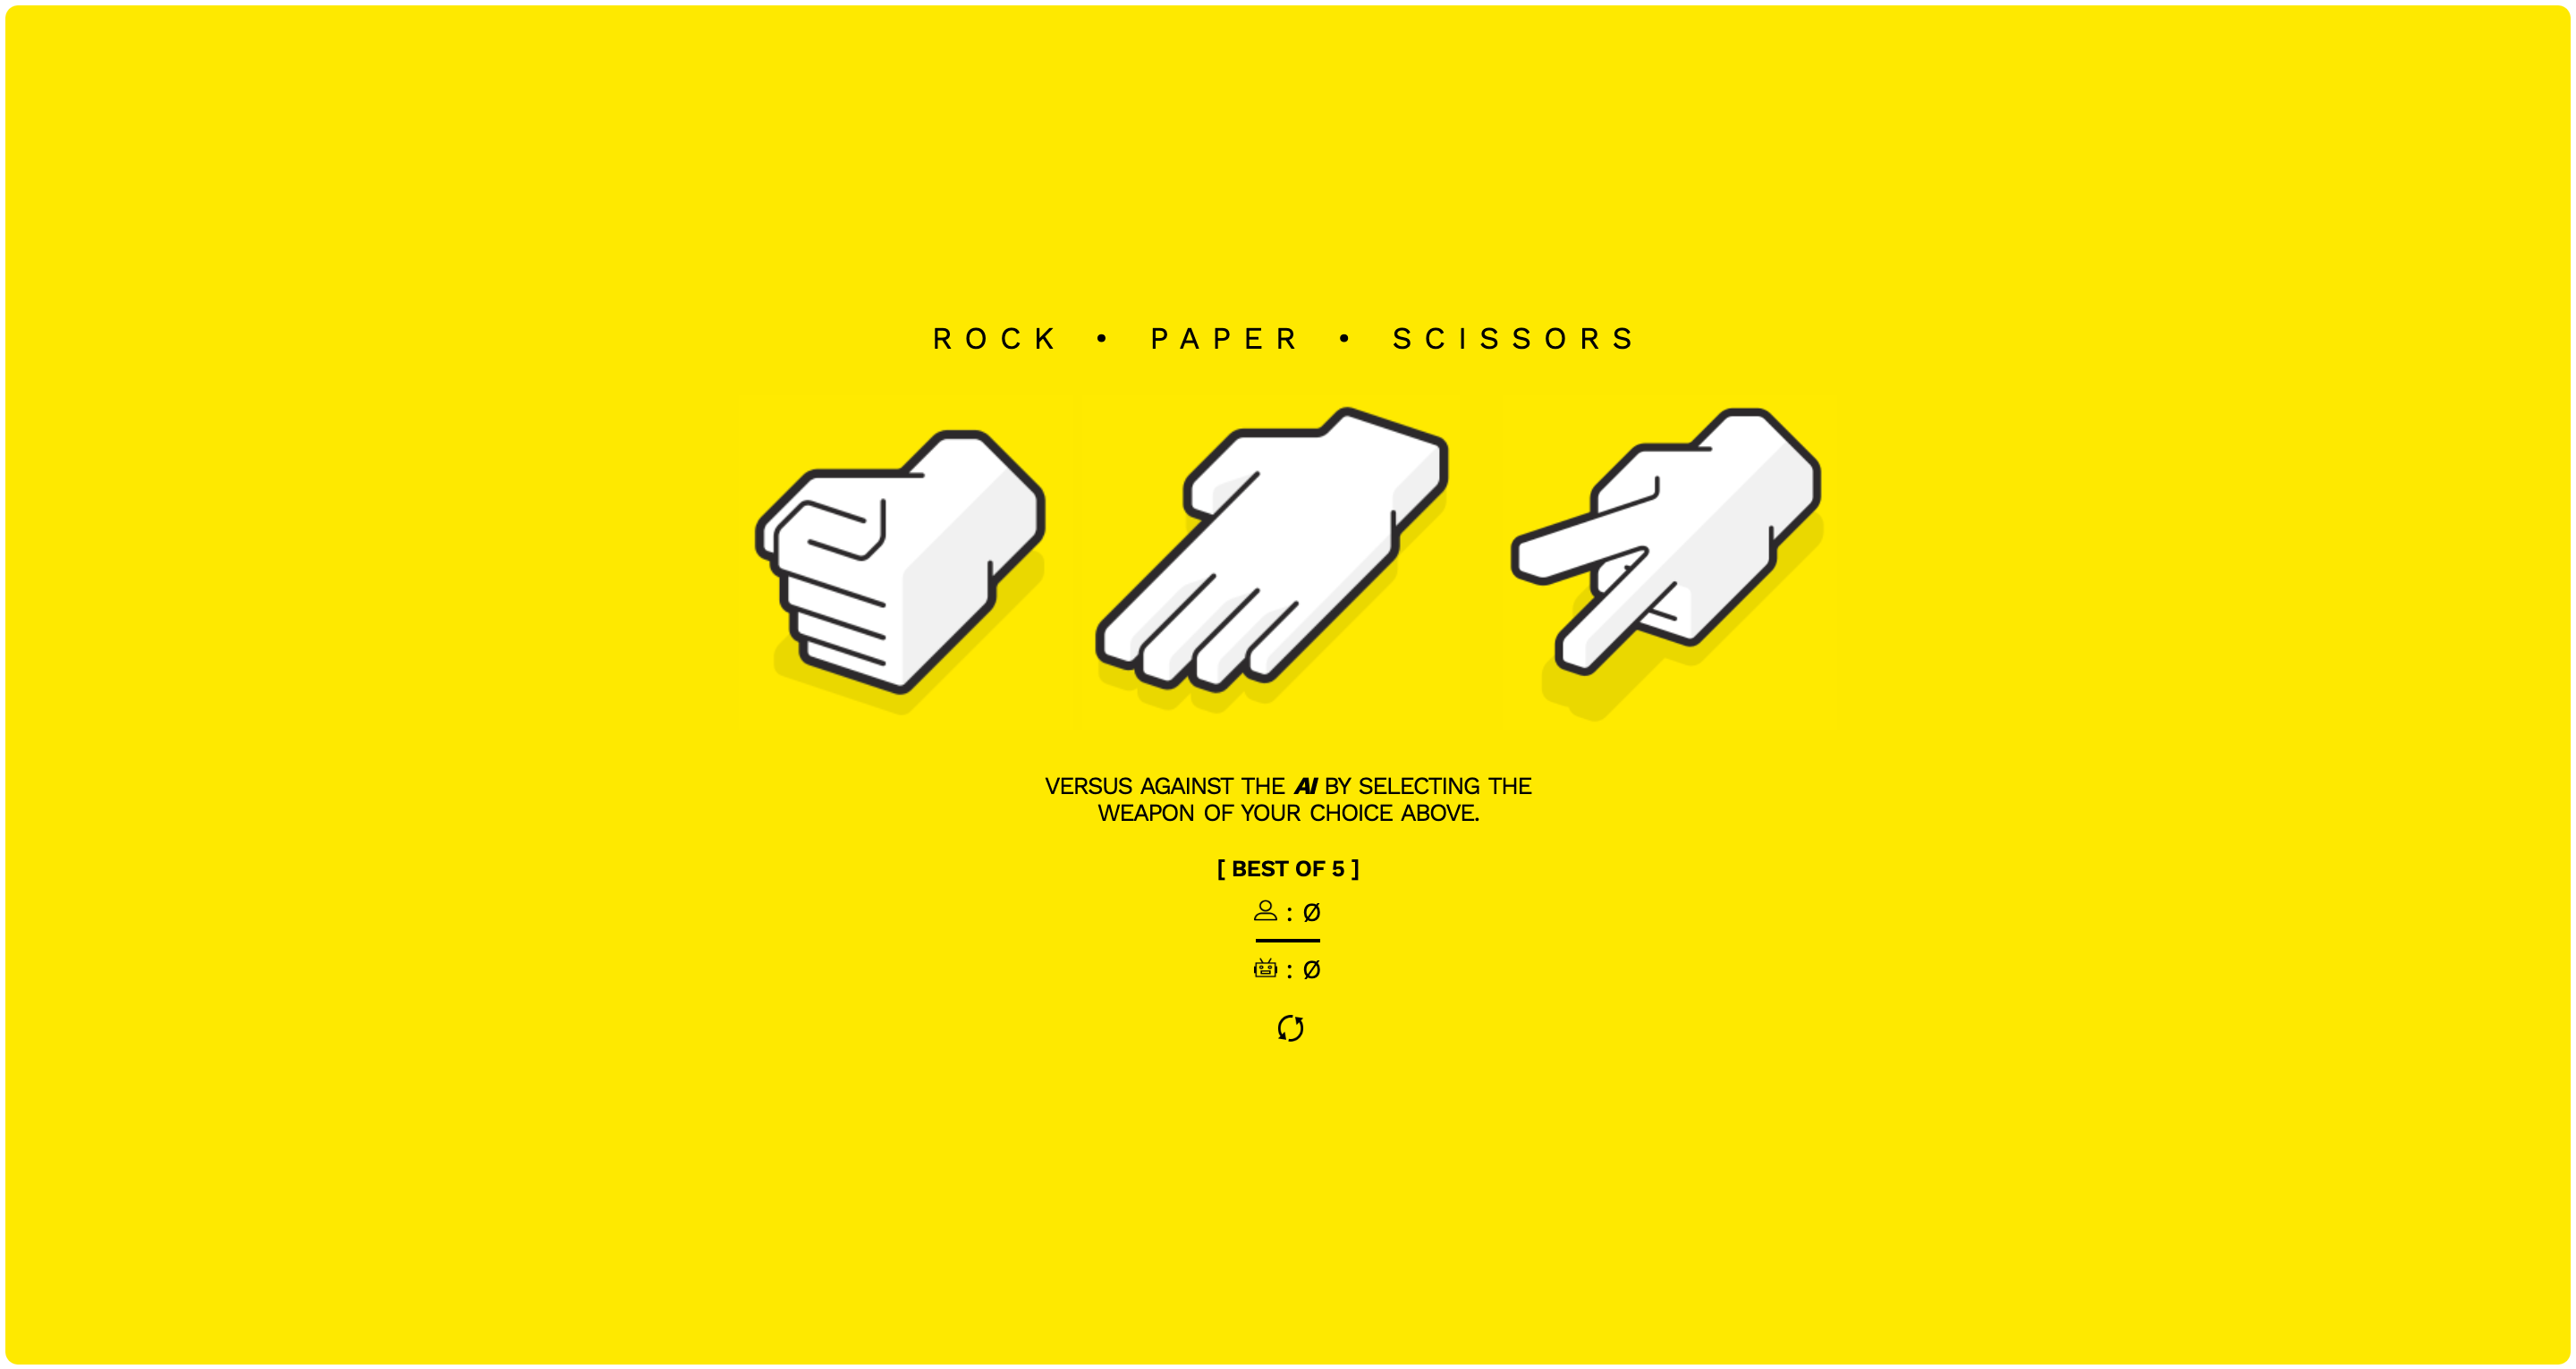 ROCK • PAPER • SCISSORS
VERSUS AGAINST THE AI BY SELECTING THE
WEAPON OF YOUR CHOICE ABOVE.
[ BEST OF 5 ]
: Ø
: Ø